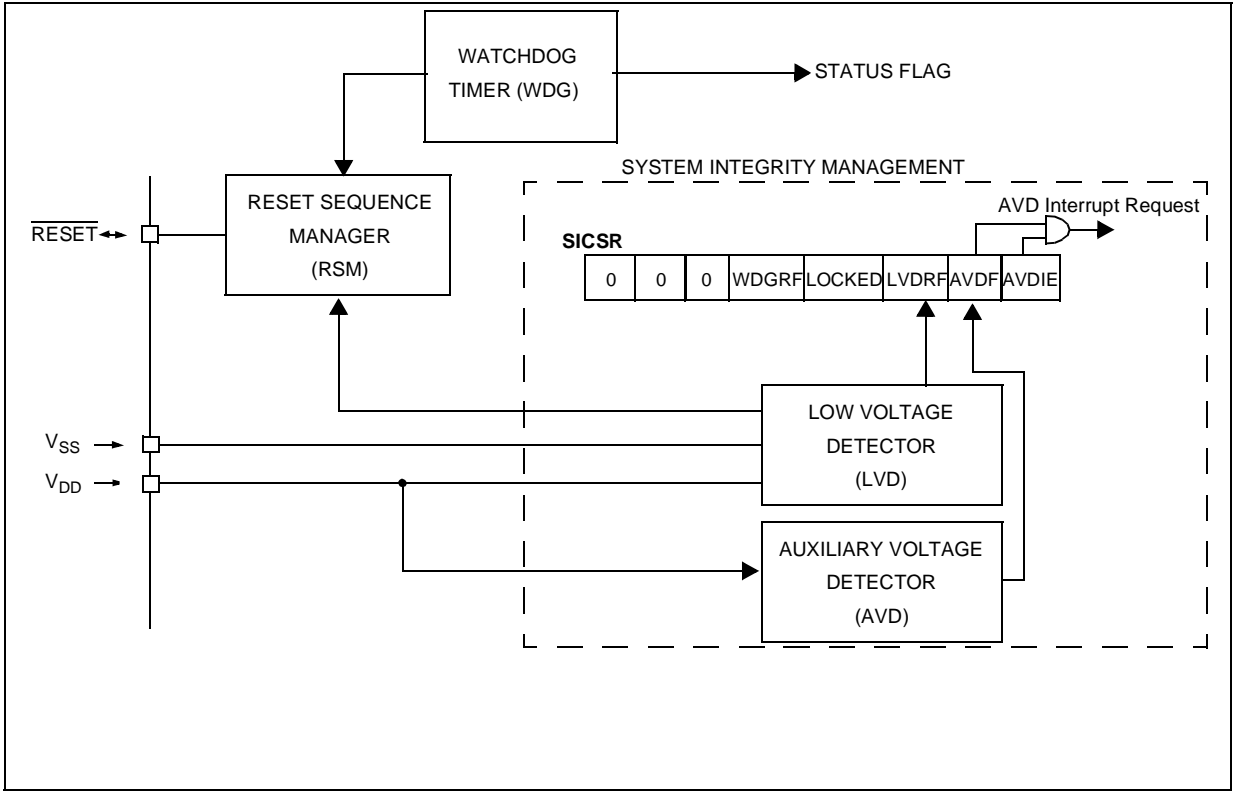 WATCHDOG
TIMER (WDG)
STATUS FLAG
SYSTEM INTEGRITY MANAGEMENT
RESET SEQUENCE
MANAGER
(RSM)
RESET
AVD Interrupt Request
SICSR
0 0 0 WDGRF LOCKED LVDRF AVDF AVDIE
LOW VOLTAGE
DETECTOR
(LVD)
VSS
VDD
AUXILIARY VOLTAGE
DETECTOR
(AVD)